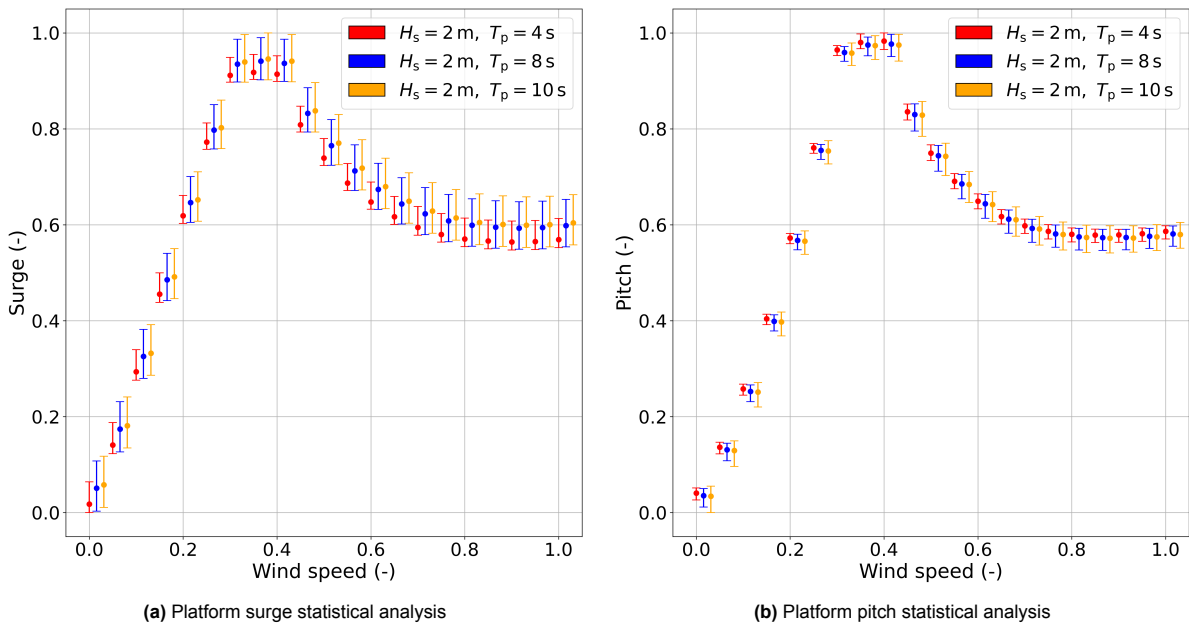 1.0
0.8
0.6
0.4
0.2
0.0
Surge (-)
0.0 0.2 0.4 0.6 0.8 1.0
Wind speed (-)
Hs = 2 m, Tp = 4 s
Hs = 2 m, Tp = 8 s
Hs = 2 m, Tp = 10 s
(a) Platform surge statistical analysis
1.0
0.8
0.6
0.4
0.2
0.0
Pitch (-)
0.0 0.2 0.4 0.6 0.8 1.0
Wind speed (-)
Hs = 2 m, Tp = 4 s
Hs = 2 m, Tp = 8 s
Hs = 2 m, Tp = 10 s
(b) Platform pitch statistical analysis